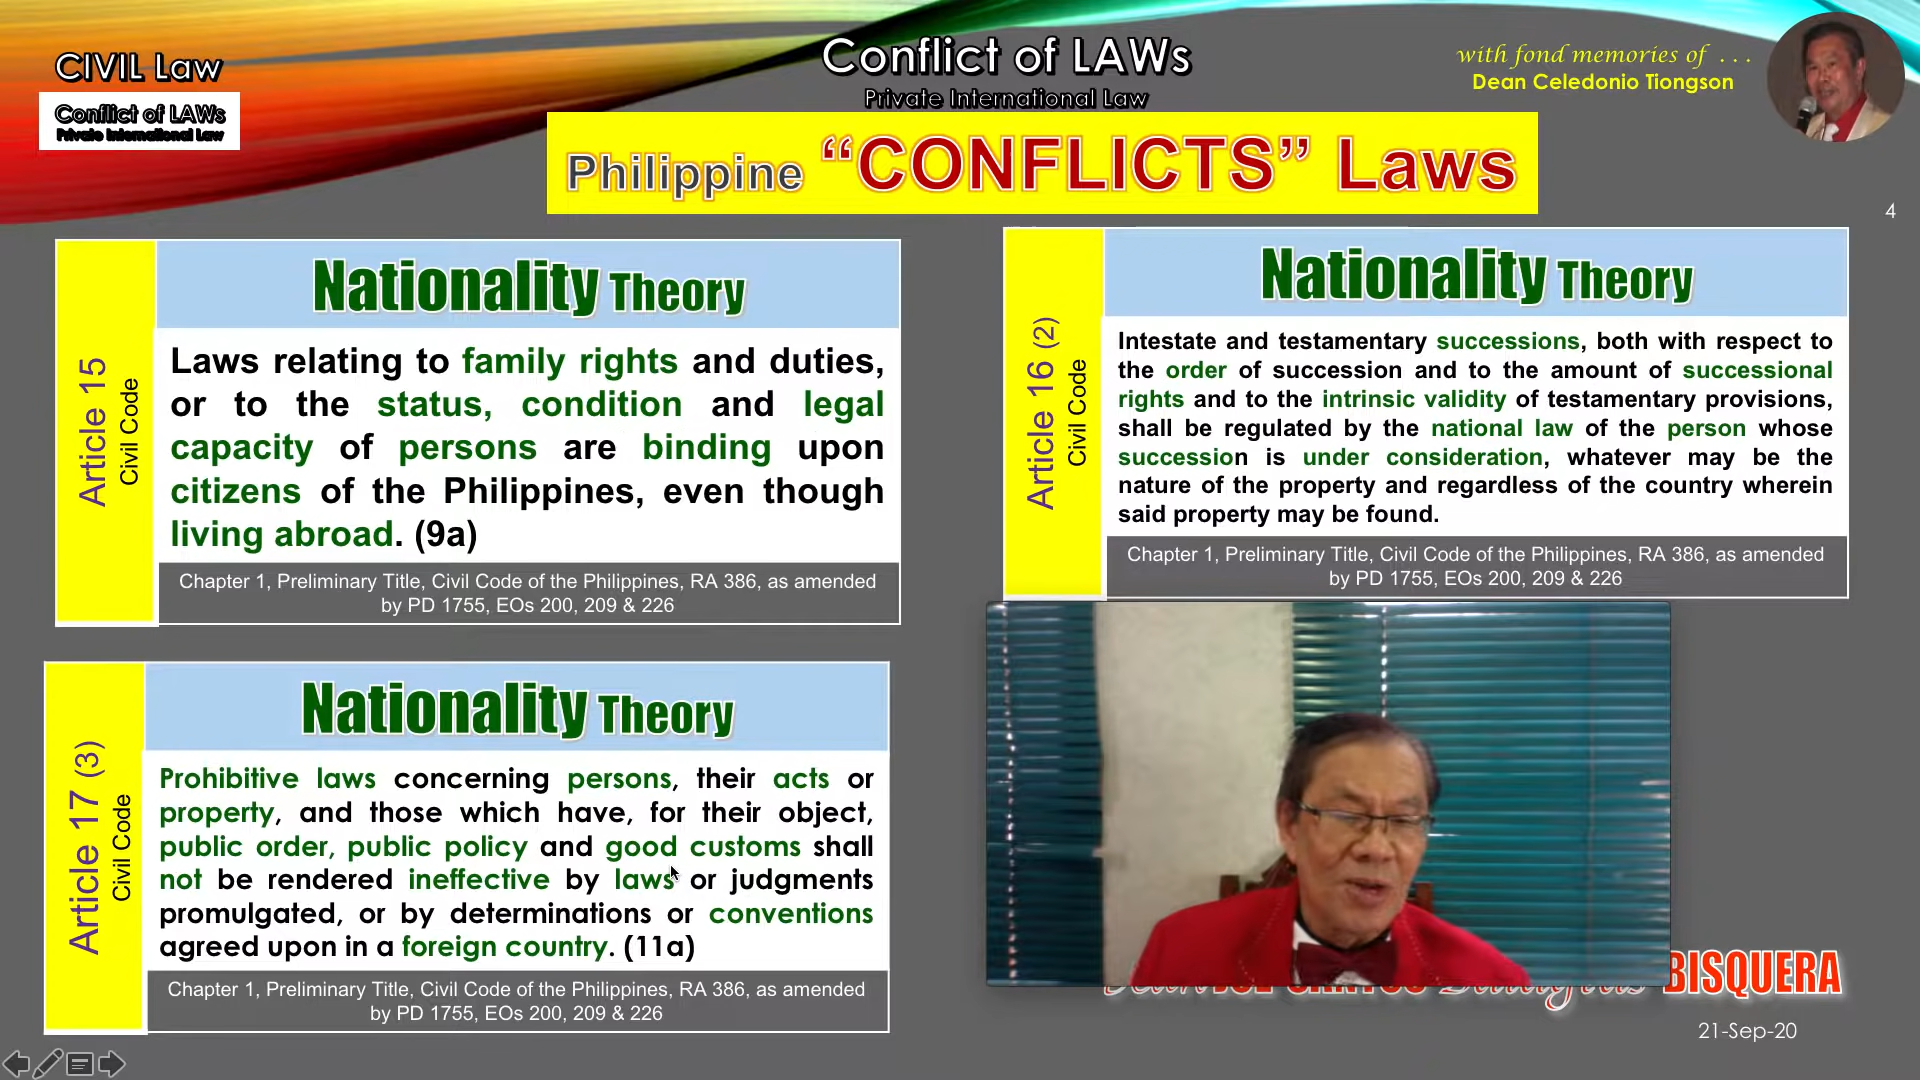 CIVIL Law
Conflict of LAWs
Private International Law
Conflict of LAWs
Private International Law
with fond memories of . . .
Dean Celedonio Tiongson
Philippine “CONFLICTS” Laws
4
Article 15
Civil Code
Nationality Theory
Laws relating to family rights and duties,
or to the status, condition and legal
capacity of persons are binding upon
citizens of the Philippines, even though
living abroad. (9a)
Chapter 1, Preliminary Title, Civil Code of the Philippines, RA 386, as amended
by PD 1755, EOs 200, 209 & 226
Article 16 (2)
Civil Code
Nationality Theory
Intestate and testamentary successions, both with respect to
the order of succession and to the amount of successional
rights and to the intrinsic validity of testamentary provisions,
shall be regulated by the national law of the person whose
succession is under consideration, whatever may be the
nature of the property and regardless of the country wherein
said property may be found.
Chapter 1, Preliminary Title, Civil Code of the Philippines, RA 386, as amended
by PD 1755, EOs 200, 209 & 226
Article 17 (3)
Civil Code
Nationality Theory
Prohibitive laws concerning persons, their acts or
property, and those which have, for their object,
public order, public policy and good customs shall
not be rendered ineffective by laws or judgments
promulgated, or by determinations or conventions
agreed upon in a foreign country. (11a)
Chapter 1, Preliminary Title, Civil Code of the Philippines, RA 386, as amended
by PD 1755, EOs 200, 209 & 226
BISQUERA
21-Sep-20